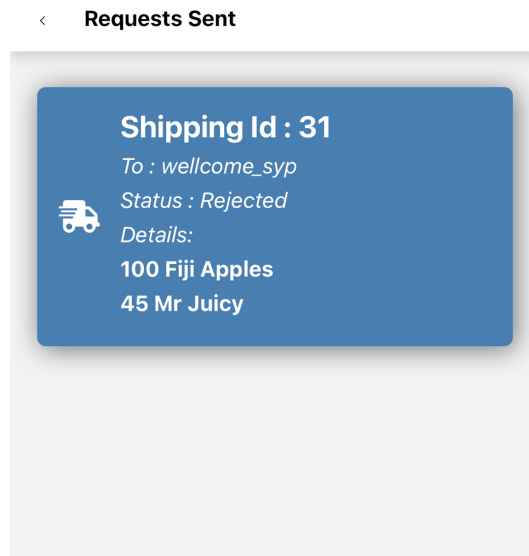 Requests Sent
Shipping Id : 31
To : wellcome_syp
Status : Rejected
Details:
100 Fiji Apples
45 Mr Juicy